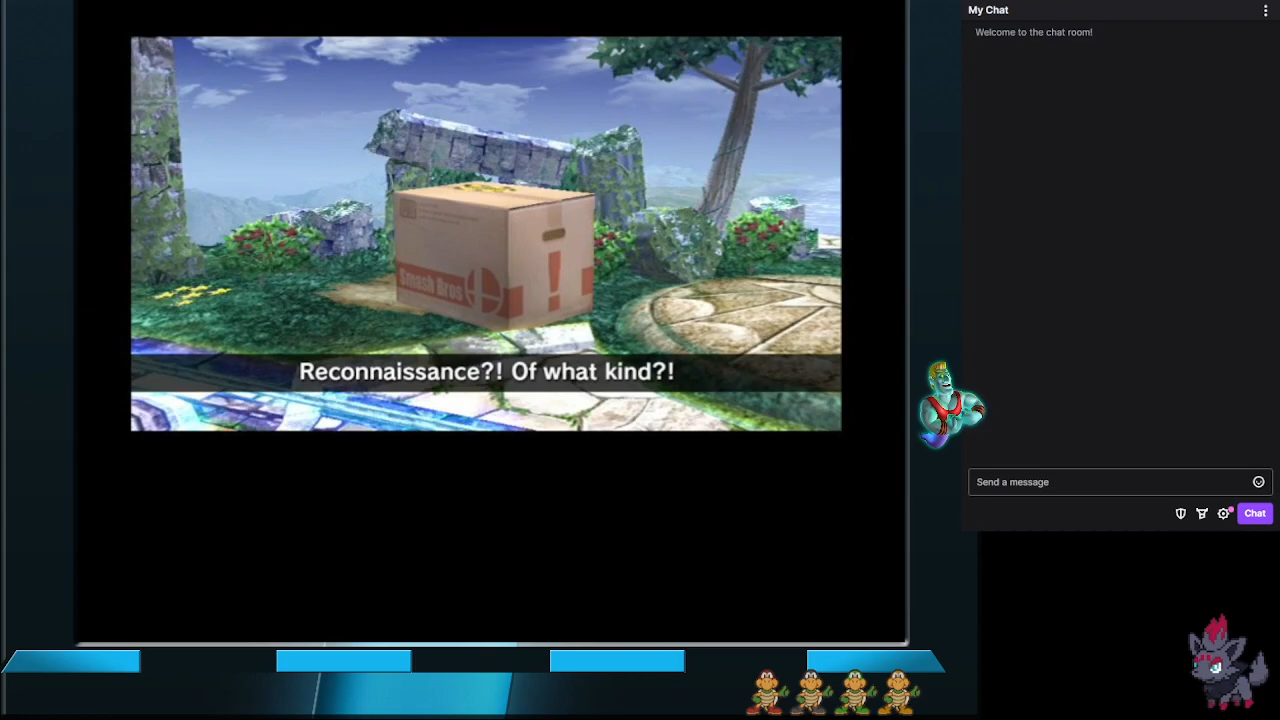 My Chat
Welcome to the chat room!
Smash Bros
!
Reconnaissance?! Of what kind?!
Send a message
Chat